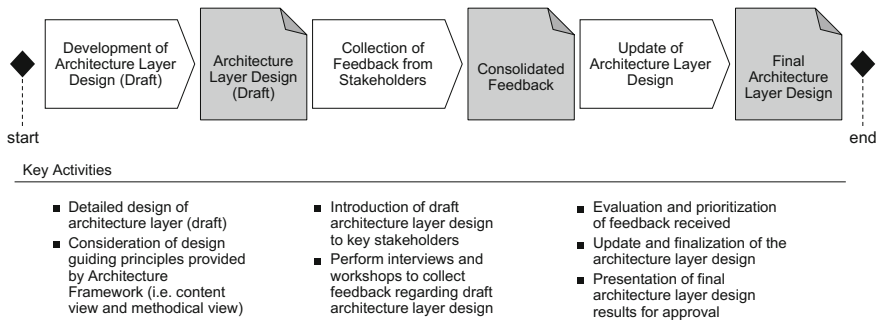 Development of
Architecture Layer
Design (Draft)
Architecture
Layer Design
(Draft)
Collection of
Feedback from
Stakeholders
Consolidated
Feedback
Update of
Architecture Layer
Design
Final
Architecture
Layer Design
start
end
Key Activities
Detailed design of
architecture layer (draft)
Consideration of design
guiding principles provided
by Architecture
Framework (i.e. content
view and methodical view)
Introduction of draft
architecture layer design
to key stakeholders
Perform interviews and
workshops to collect
feedback regarding draft
architecture layer design
Evaluation and prioritization
of feedback received
Update and finalization of the
architecture layer design
Presentation of final
architecture layer design
results for approval